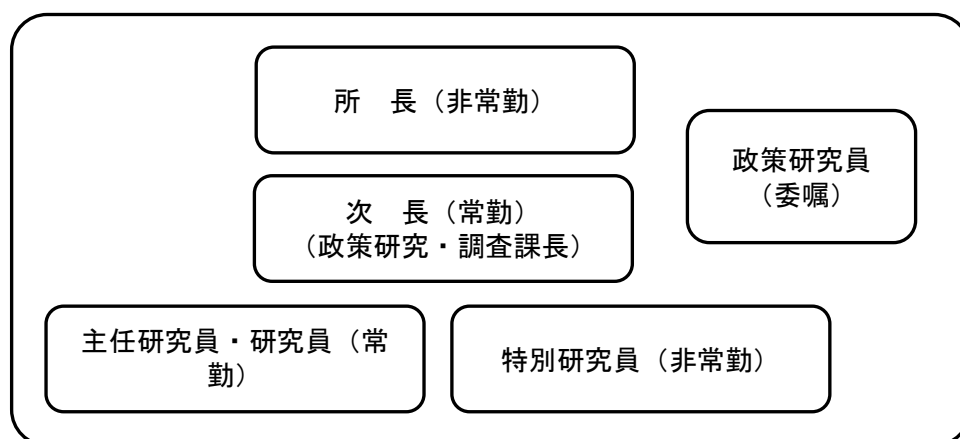 所　長（非常勤）
政策研究員
（委嘱）
次　長（常勤）
（政策研究・調査課長）
主任研究員・研究員（常
勤）
特別研究員（非常勤）